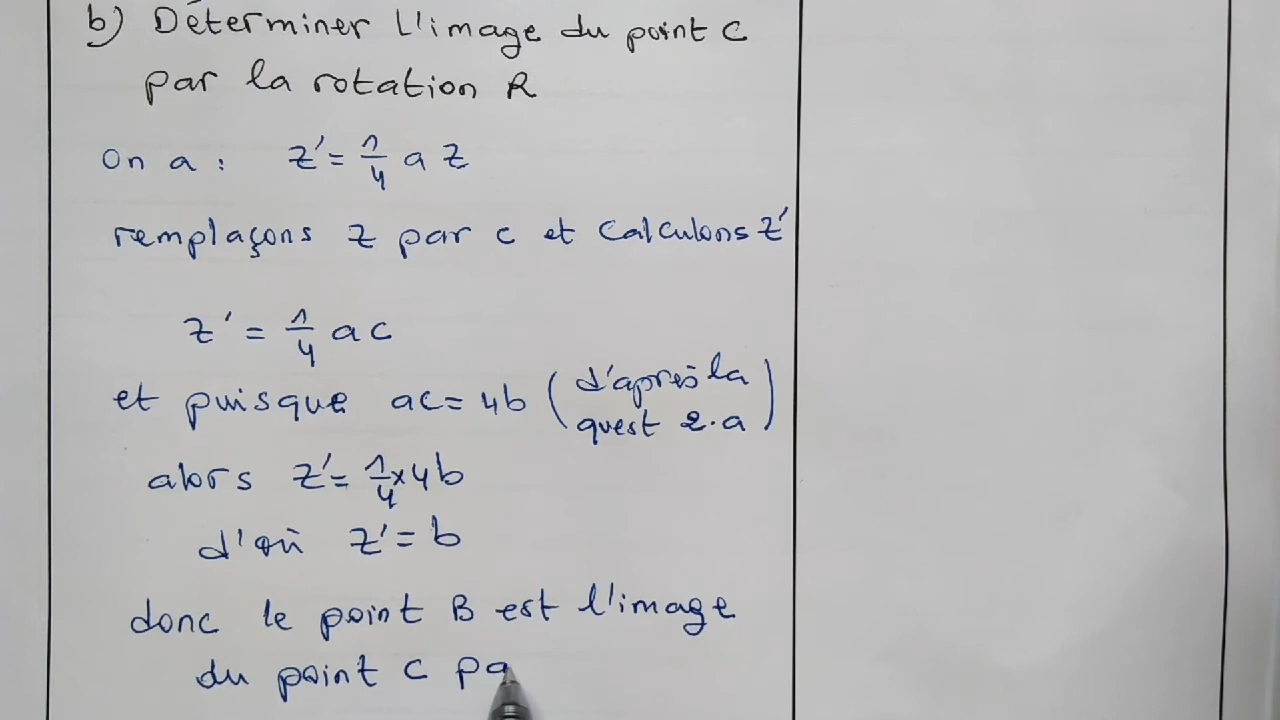 b) Déterminer l'image du point C
par la rotation R
on a : z' = 1/4 a z
remplaçons z par c et calculons z'
z' = 1/4 a c
et puisque ac = 4b (d'après la
quest 2.a)
alors z' = 1/4 × 4b
d'où z' = b
donc le point B est l'image
du point C pa